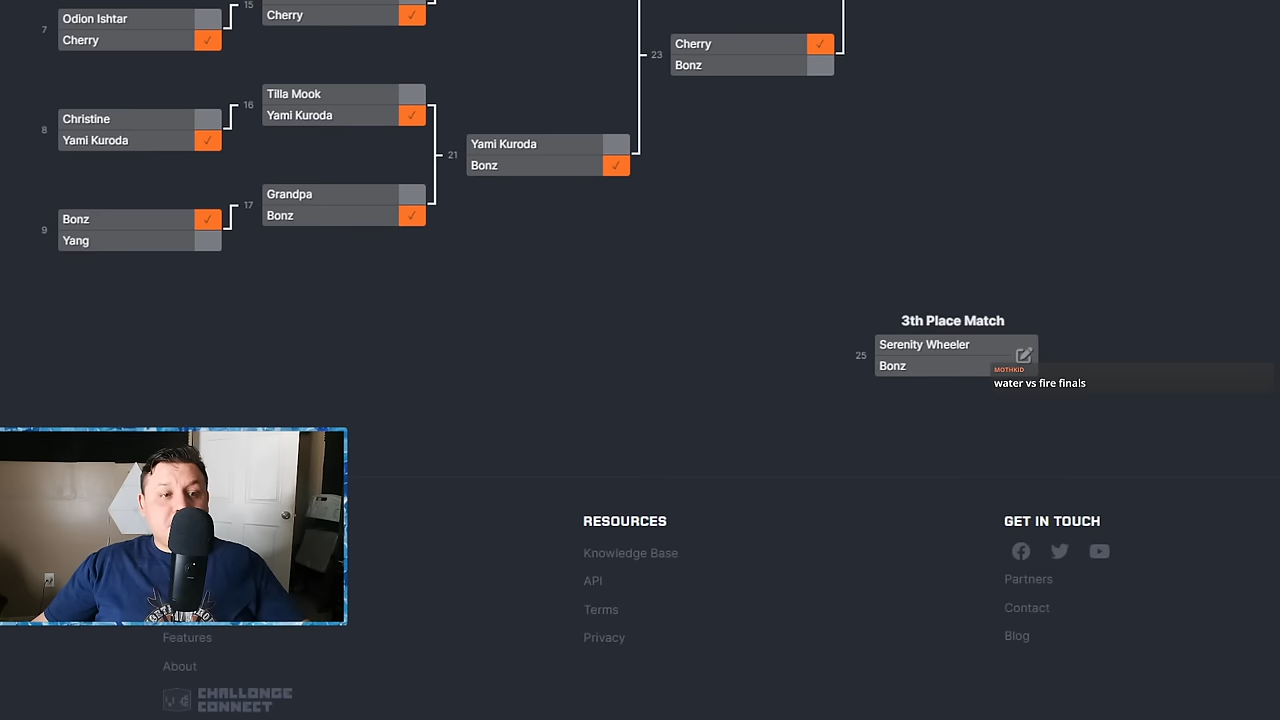 7
Odion Ishtar
Cherry
15
Cherry
8
Christine
Yami Kuroda
16
Tilla Mook
Yami Kuroda
9
Bonz
Yang
17
Grandpa
Bonz
21
Yami Kuroda
Bonz
23
Cherry
Bonz
3th Place Match
25
Serenity Wheeler
Bonz
MOTHKID
water vs fire finals
Features
About
CHALLONGE
CONNECT
RESOURCES
Knowledge Base
API
Terms
Privacy
GET IN TOUCH
Partners
Contact
Blog